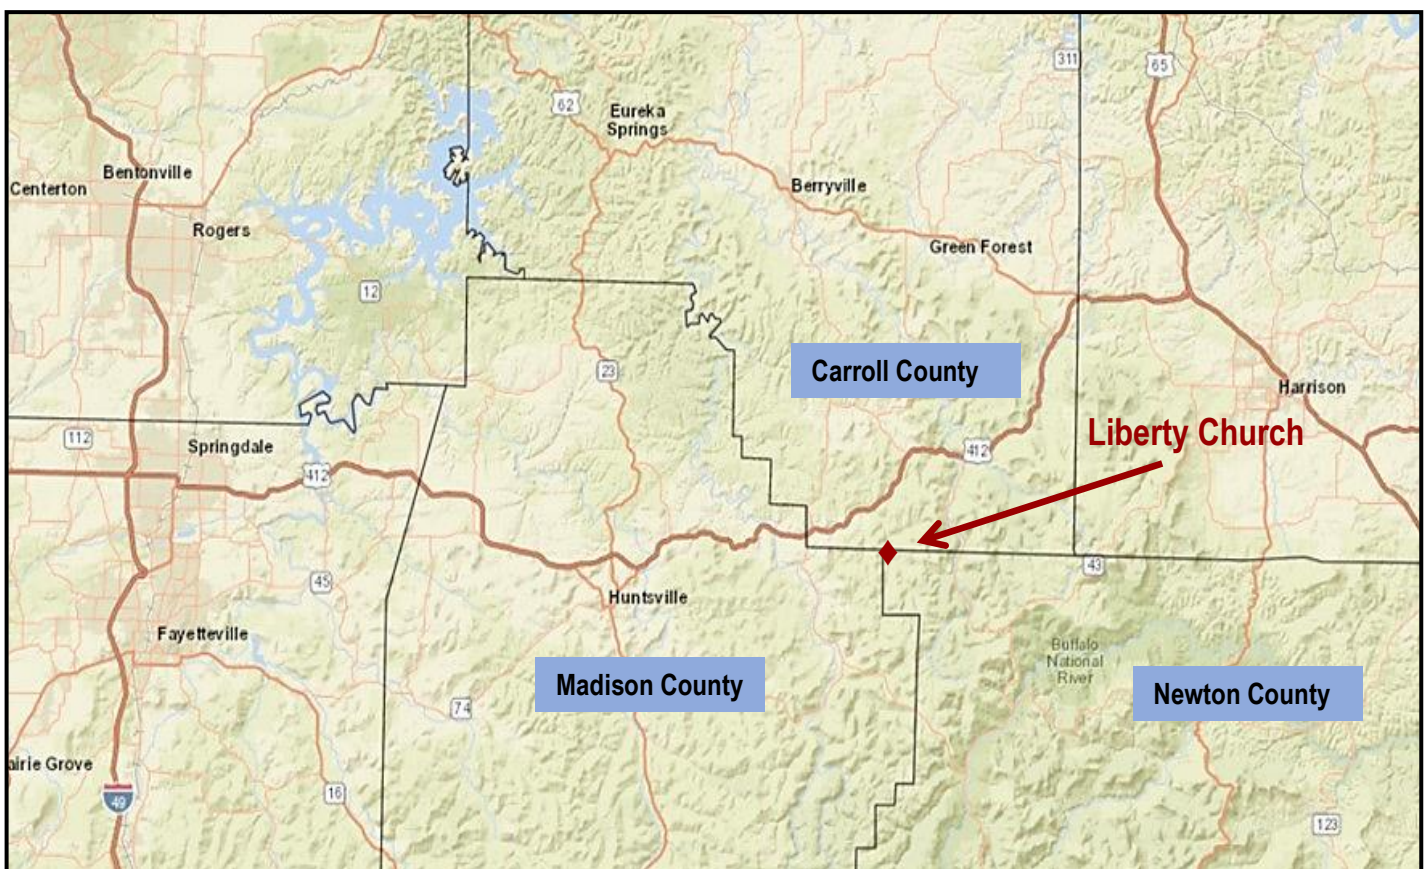 311
65
62
Eureka
Springs
Bentonville
Centerton
Berryville
Rogers
Green Forest
12
Carroll County
23
Harrison
Liberty Church
112
Springdale
412
412
43
45
Huntsville
Fayetteville
Buffalo
National
River
Madison County
Newton County
74
airie Grove
49
16
123